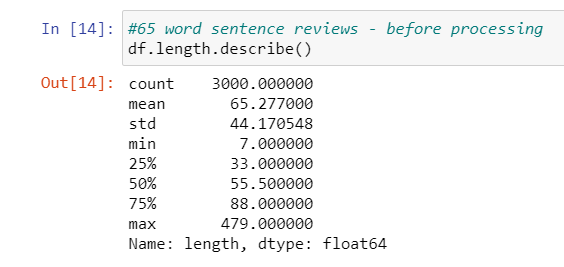 In [14]: #65 word sentence reviews - before processing
df.length.describe()
Out[14]: count 3000.000000
mean 65.277000
std 44.170548
min 7.000000
25% 33.000000
50% 55.500000
75% 88.000000
max 479.000000
Name: length, dtype: float64